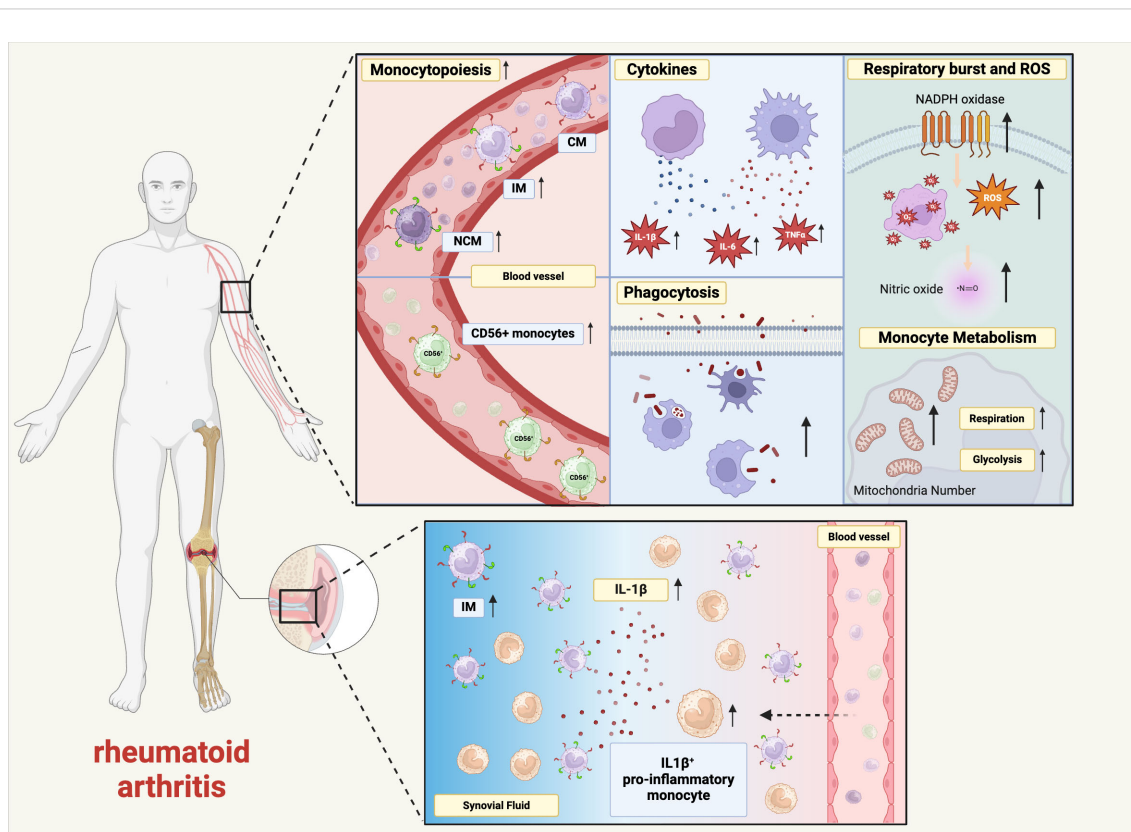 Monocytopoiesis
CM
IM
NCM
Blood vessel
CD56+ monocytes
CD56⁺
CD56⁺
CD56⁺
Cytokines
IL-1β
IL-6
TNFα
Phagocytosis
Respiratory burst and ROS
NADPH oxidase
ROS
Nitric oxide
•N=O
Monocyte Metabolism
Respiration
Glycolysis
Mitochondria Number
rheumatoid
arthritis
Blood vessel
IL-1β
IM
IL1β⁺
pro-inflammatory
monocyte
Synovial Fluid